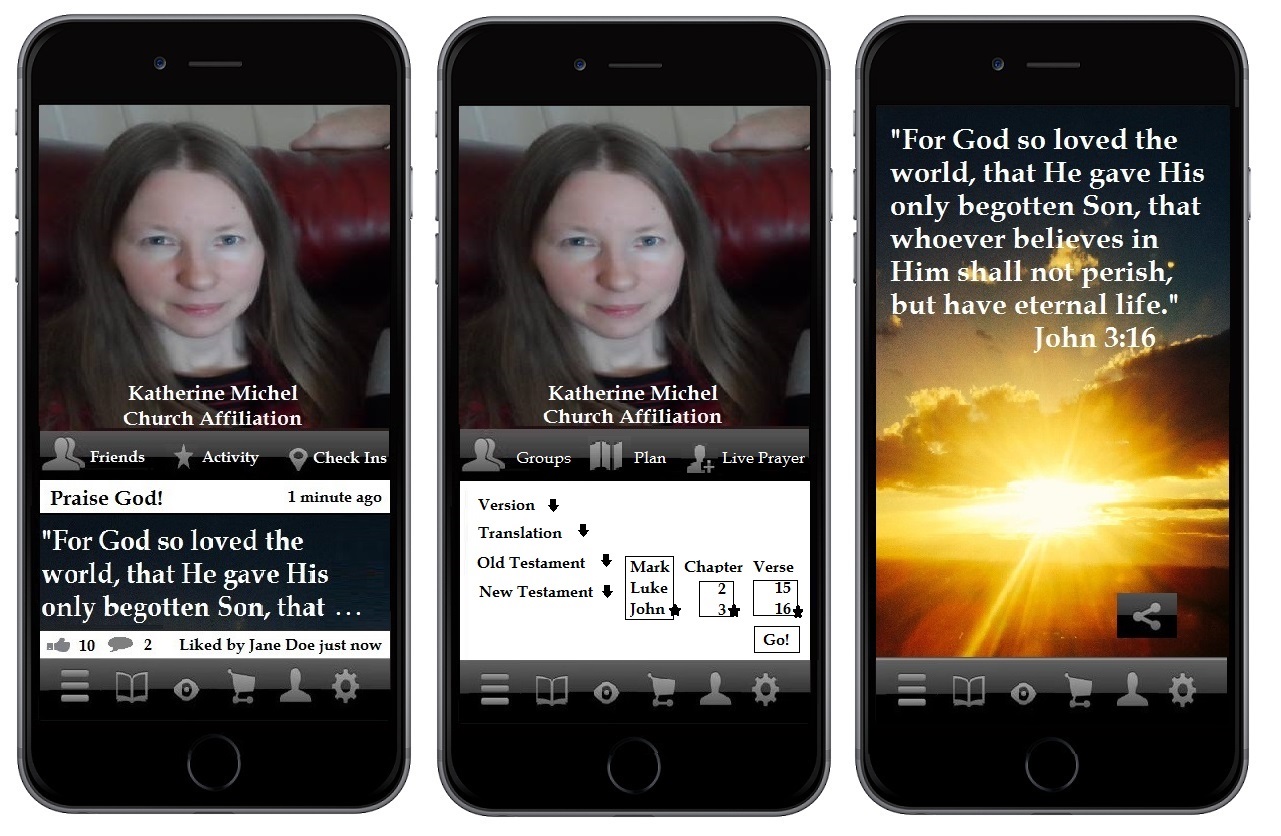 Katherine Michel
Church Affiliation
Friends Activity Check Ins
Praise God! 1 minute ago
"For God so loved the
world, that He gave His
only begotten Son, that ...
10 2 Liked by Jane Doe just now
Katherine Michel
Church Affiliation
Groups Plan Live Prayer
Version
Translation
Old Testament
New Testament
Mark
Luke
John
Chapter
2
3
Verse
15
16
Go!
"For God so loved the
world, that He gave His
only begotten Son, that
whoever believes in
Him shall not perish,
but have eternal life."
John 3:16